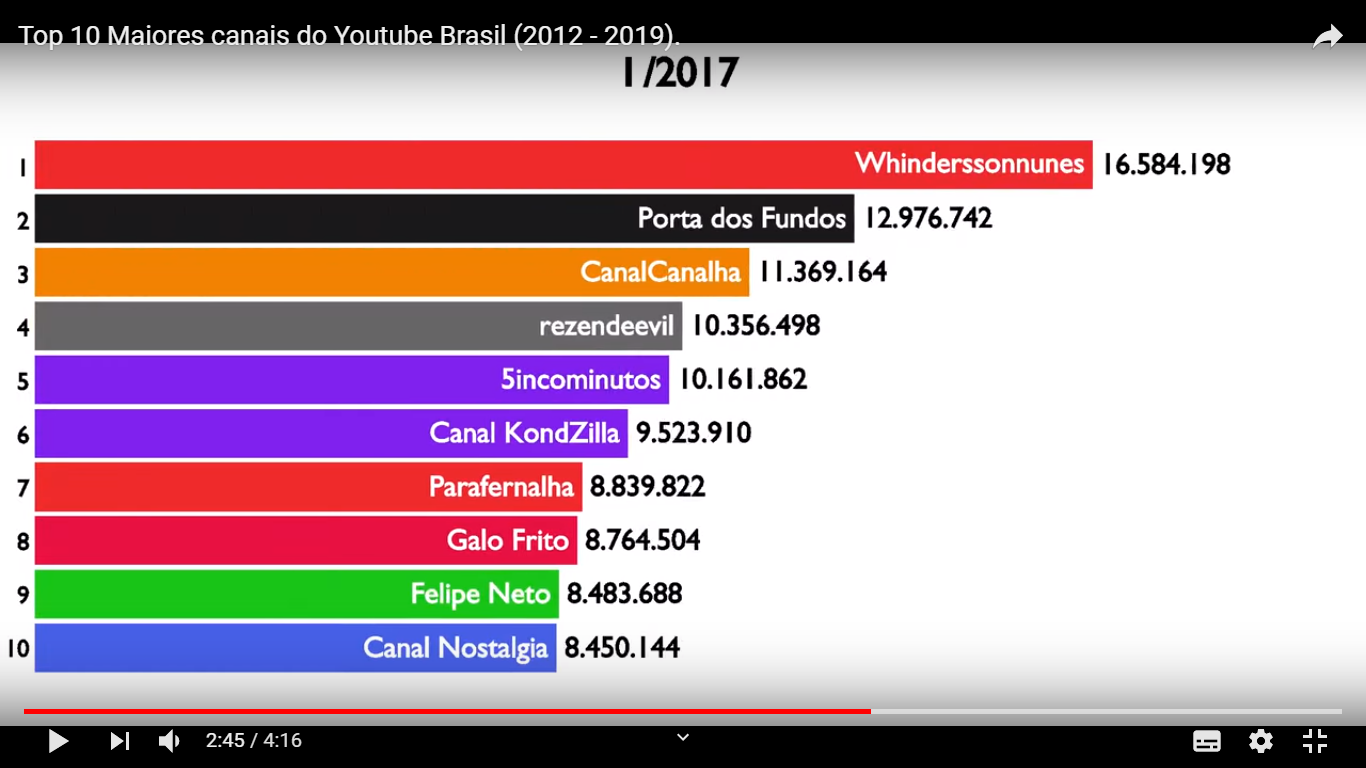 Top 10 Maiores canais do Youtube Brasil (2012 - 2019).
1/2017
1 Whinderssonnunes 16.584.198
2 Porta dos Fundos 12.976.742
3 CanalCanalha 11.369.164
4 rezendeevil 10.356.498
5 5incominutos 10.161.862
6 Canal KondZilla 9.523.910
7 Parafernalha 8.839.822
8 Galo Frito 8.764.504
9 Felipe Neto 8.483.688
10 Canal Nostalgia 8.450.144
2:45 / 4:16